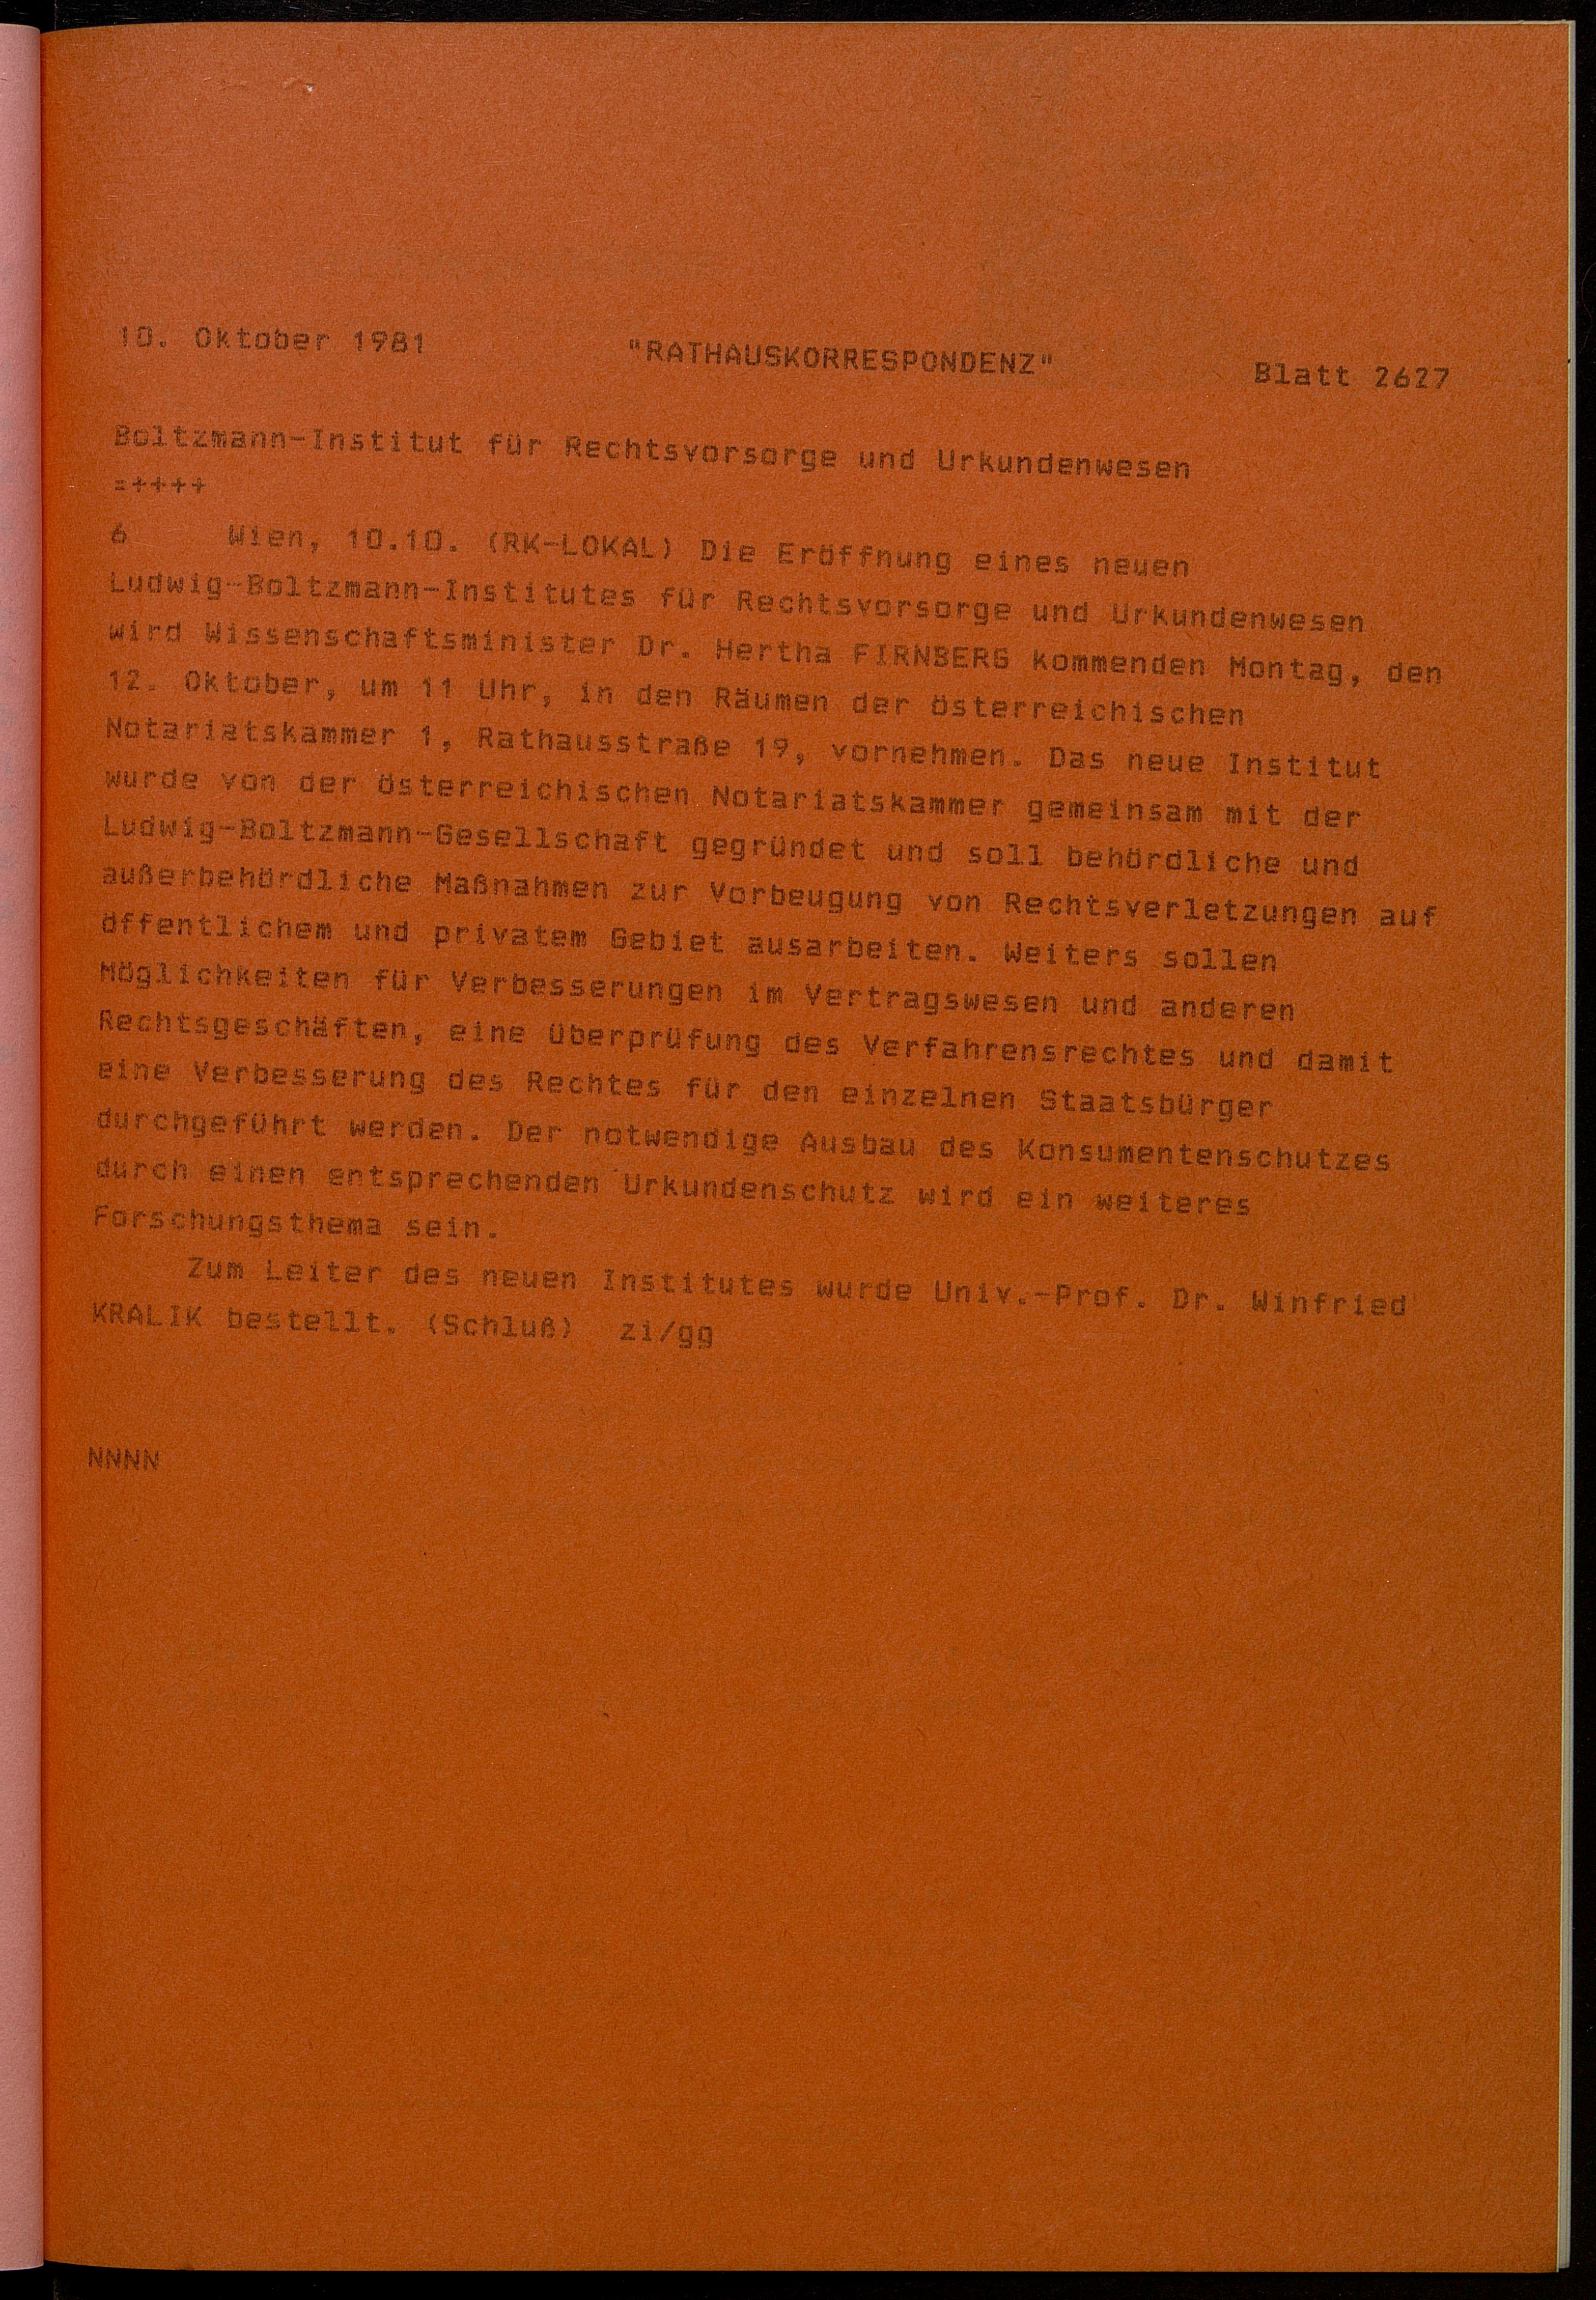 10. Oktober 1981 "RATHAUSKORRESPONDENZ" Blatt 2627
Boltzmann-Institut für Rechtsvorsorge und Urkundenwesen
=++++
6 Wien, 10.10. (RK-LOKAL) Die Eröffnung eines neuen
Ludwig-Boltzmann-Institutes für Rechtsvorsorge und Urkundenwesen
wird Wissenschaftsminister Dr. Hertha FIRNBERG kommenden Montag, den
12. Oktober, um 11 Uhr, in den Räumen der österreichischen
Notariatskammer 1, Rathausstraße 19, vornehmen. Das neue Institut
wurde von der österreichischen Notariatskammer gemeinsam mit der
Ludwig-Boltzmann-Gesellschaft gegründet und soll behördliche und
außerbehördliche Maßnahmen zur Vorbeugung von Rechtsverletzungen auf
öffentlichem und privatem Gebiet ausarbeiten. Weiters sollen
Möglichkeiten für Verbesserungen im Vertragswesen und anderen
Rechtsgeschäften, eine Überprüfung des Verfahrensrechtes und damit
eine Verbesserung des Rechtes für den einzelnen Staatsbürger
durchgeführt werden. Der notwendige Ausbau des Konsumentenschutzes
durch einen entsprechenden Urkundenschutz wird ein weiteres
Forschungsthema sein.
Zum Leiter des neuen Institutes wurde Univ.-Prof. Dr. Winfried
KRALIK bestellt. (Schluß) zi/gg
NNNN